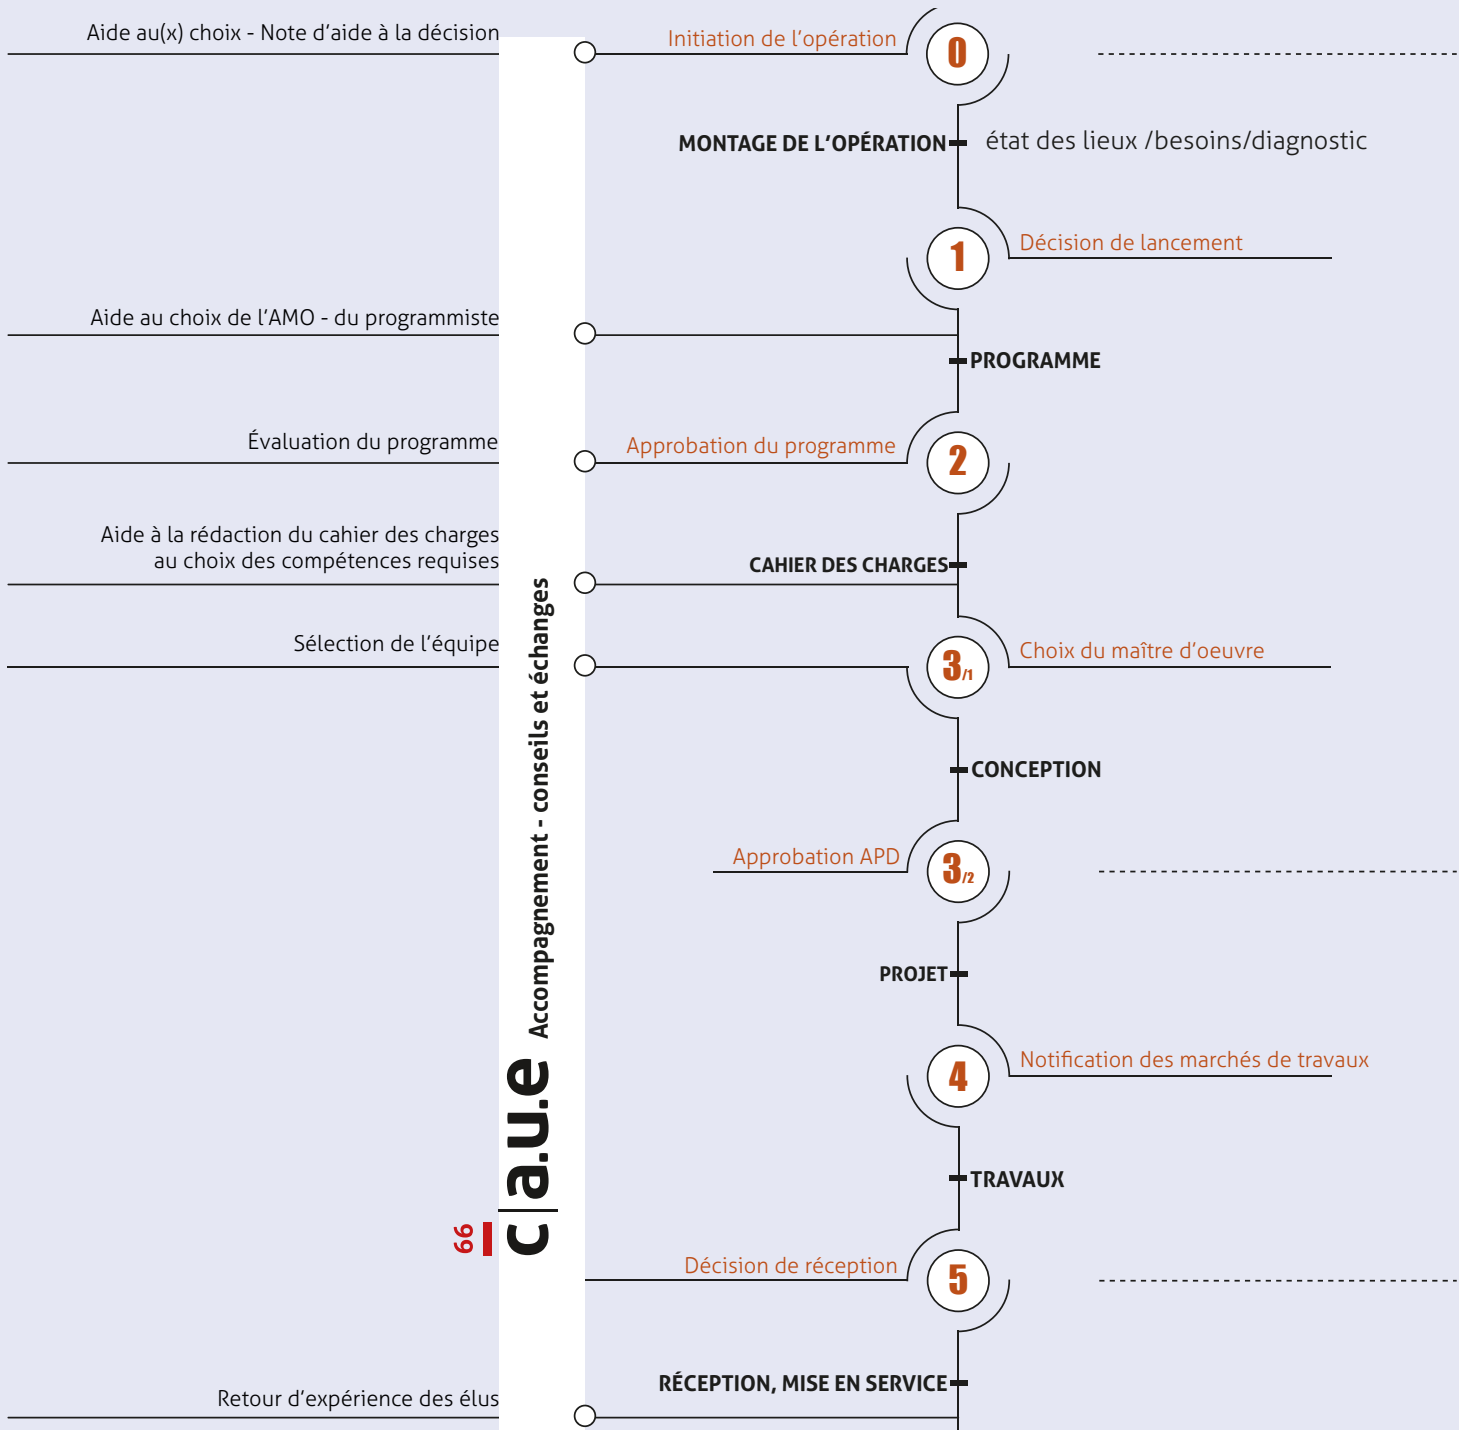 Aide au(x) choix - Note d'aide à la décision
Initiation de l'opération
0
MONTAGE DE L'OPÉRATION
état des lieux /besoins/diagnostic
1
Décision de lancement
Aide au choix de l'AMO - du programmiste
PROGRAMME
Évaluation du programme
Approbation du programme
2
Aide à la rédaction du cahier des charges
au choix des compétences requises
CAHIER DES CHARGES
Sélection de l'équipe
3/1
Choix du maître d'oeuvre
CONCEPTION
Approbation APD
3/2
PROJET
4
Notification des marchés de travaux
TRAVAUX
Décision de réception
5
RÉCEPTION, MISE EN SERVICE
Retour d'expérience des élus
c|a.u.e Accompagnement - conseils et échanges
66